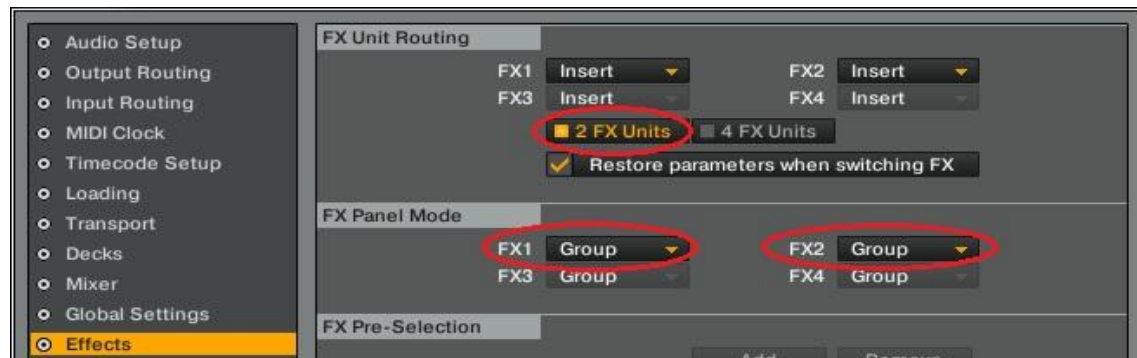 Audio Setup
Output Routing
Input Routing
MIDI Clock
Timecode Setup
Loading
Transport
Decks
Mixer
Global Settings
Effects
FX Unit Routing
FX1 Insert FX2 Insert
FX3 Insert FX4 Insert
2 FX Units 4 FX Units
Restore parameters when switching FX
FX Panel Mode
FX1 Group FX2 Group
FX3 Group FX4 Group
FX Pre-Selection
Add Remove